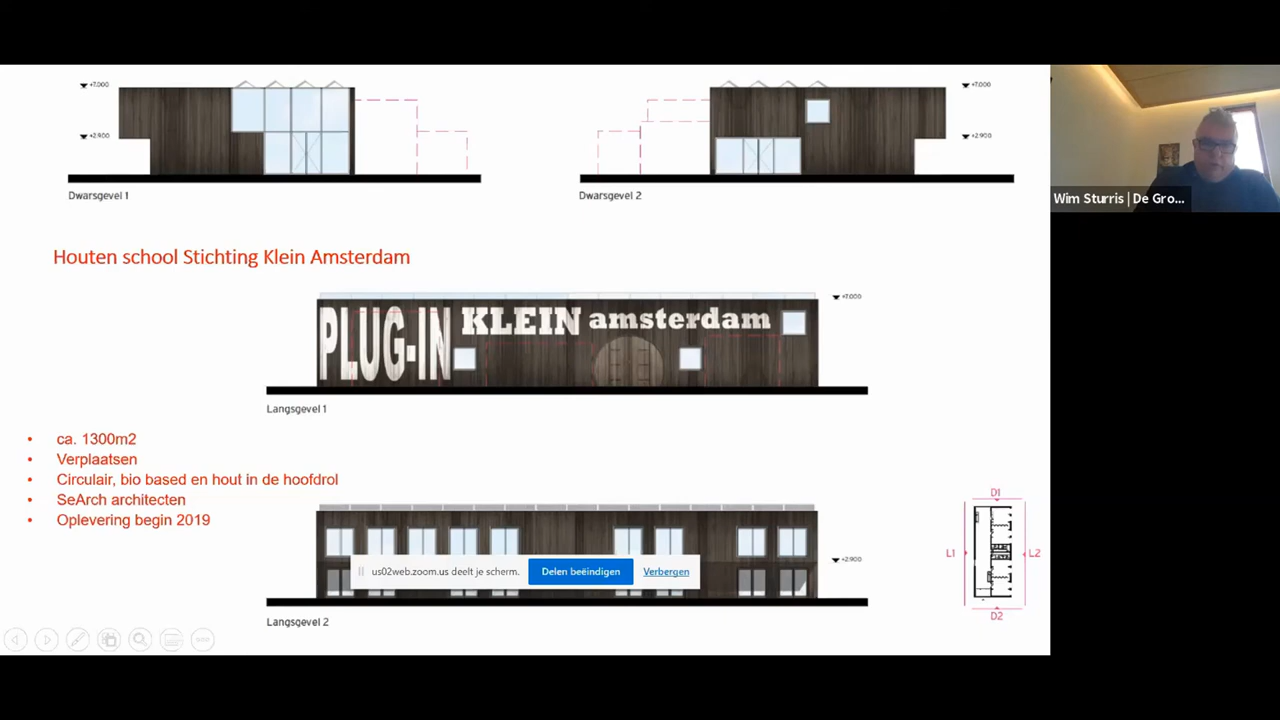 +7.000
+2.900
Dwarsgevel 1
+7.000
+2.900
Dwarsgevel 2
Wim Sturris | De Gro...
Houten school Stichting Klein Amsterdam
+7.000
PLUG-IN KLEIN amsterdam
Langsgevel 1
• ca. 1300m2
• Verplaatsen
• Circulair, bio based en hout in de hoofdrol
• SeArch architecten
• Oplevering begin 2019
D1
L1
L2
D2
+2.900
us02web.zoom.us deelt je scherm.
Delen beëindigen
Verbergen
Langsgevel 2